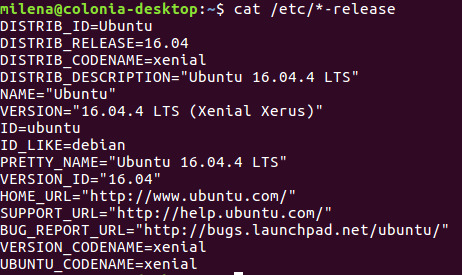 milena@colonia-desktop:~$ cat /etc/*-release
DISTRIB_ID=Ubuntu
DISTRIB_RELEASE=16.04
DISTRIB_CODENAME=xenial
DISTRIB_DESCRIPTION="Ubuntu 16.04.4 LTS"
NAME="Ubuntu"
VERSION="16.04.4 LTS (Xenial Xerus)"
ID=ubuntu
ID_LIKE=debian
PRETTY_NAME="Ubuntu 16.04.4 LTS"
VERSION_ID="16.04"
HOME_URL="http://www.ubuntu.com/"
SUPPORT_URL="http://help.ubuntu.com/"
BUG_REPORT_URL="http://bugs.launchpad.net/ubuntu/"
VERSION_CODENAME=xenial
UBUNTU_CODENAME=xenial